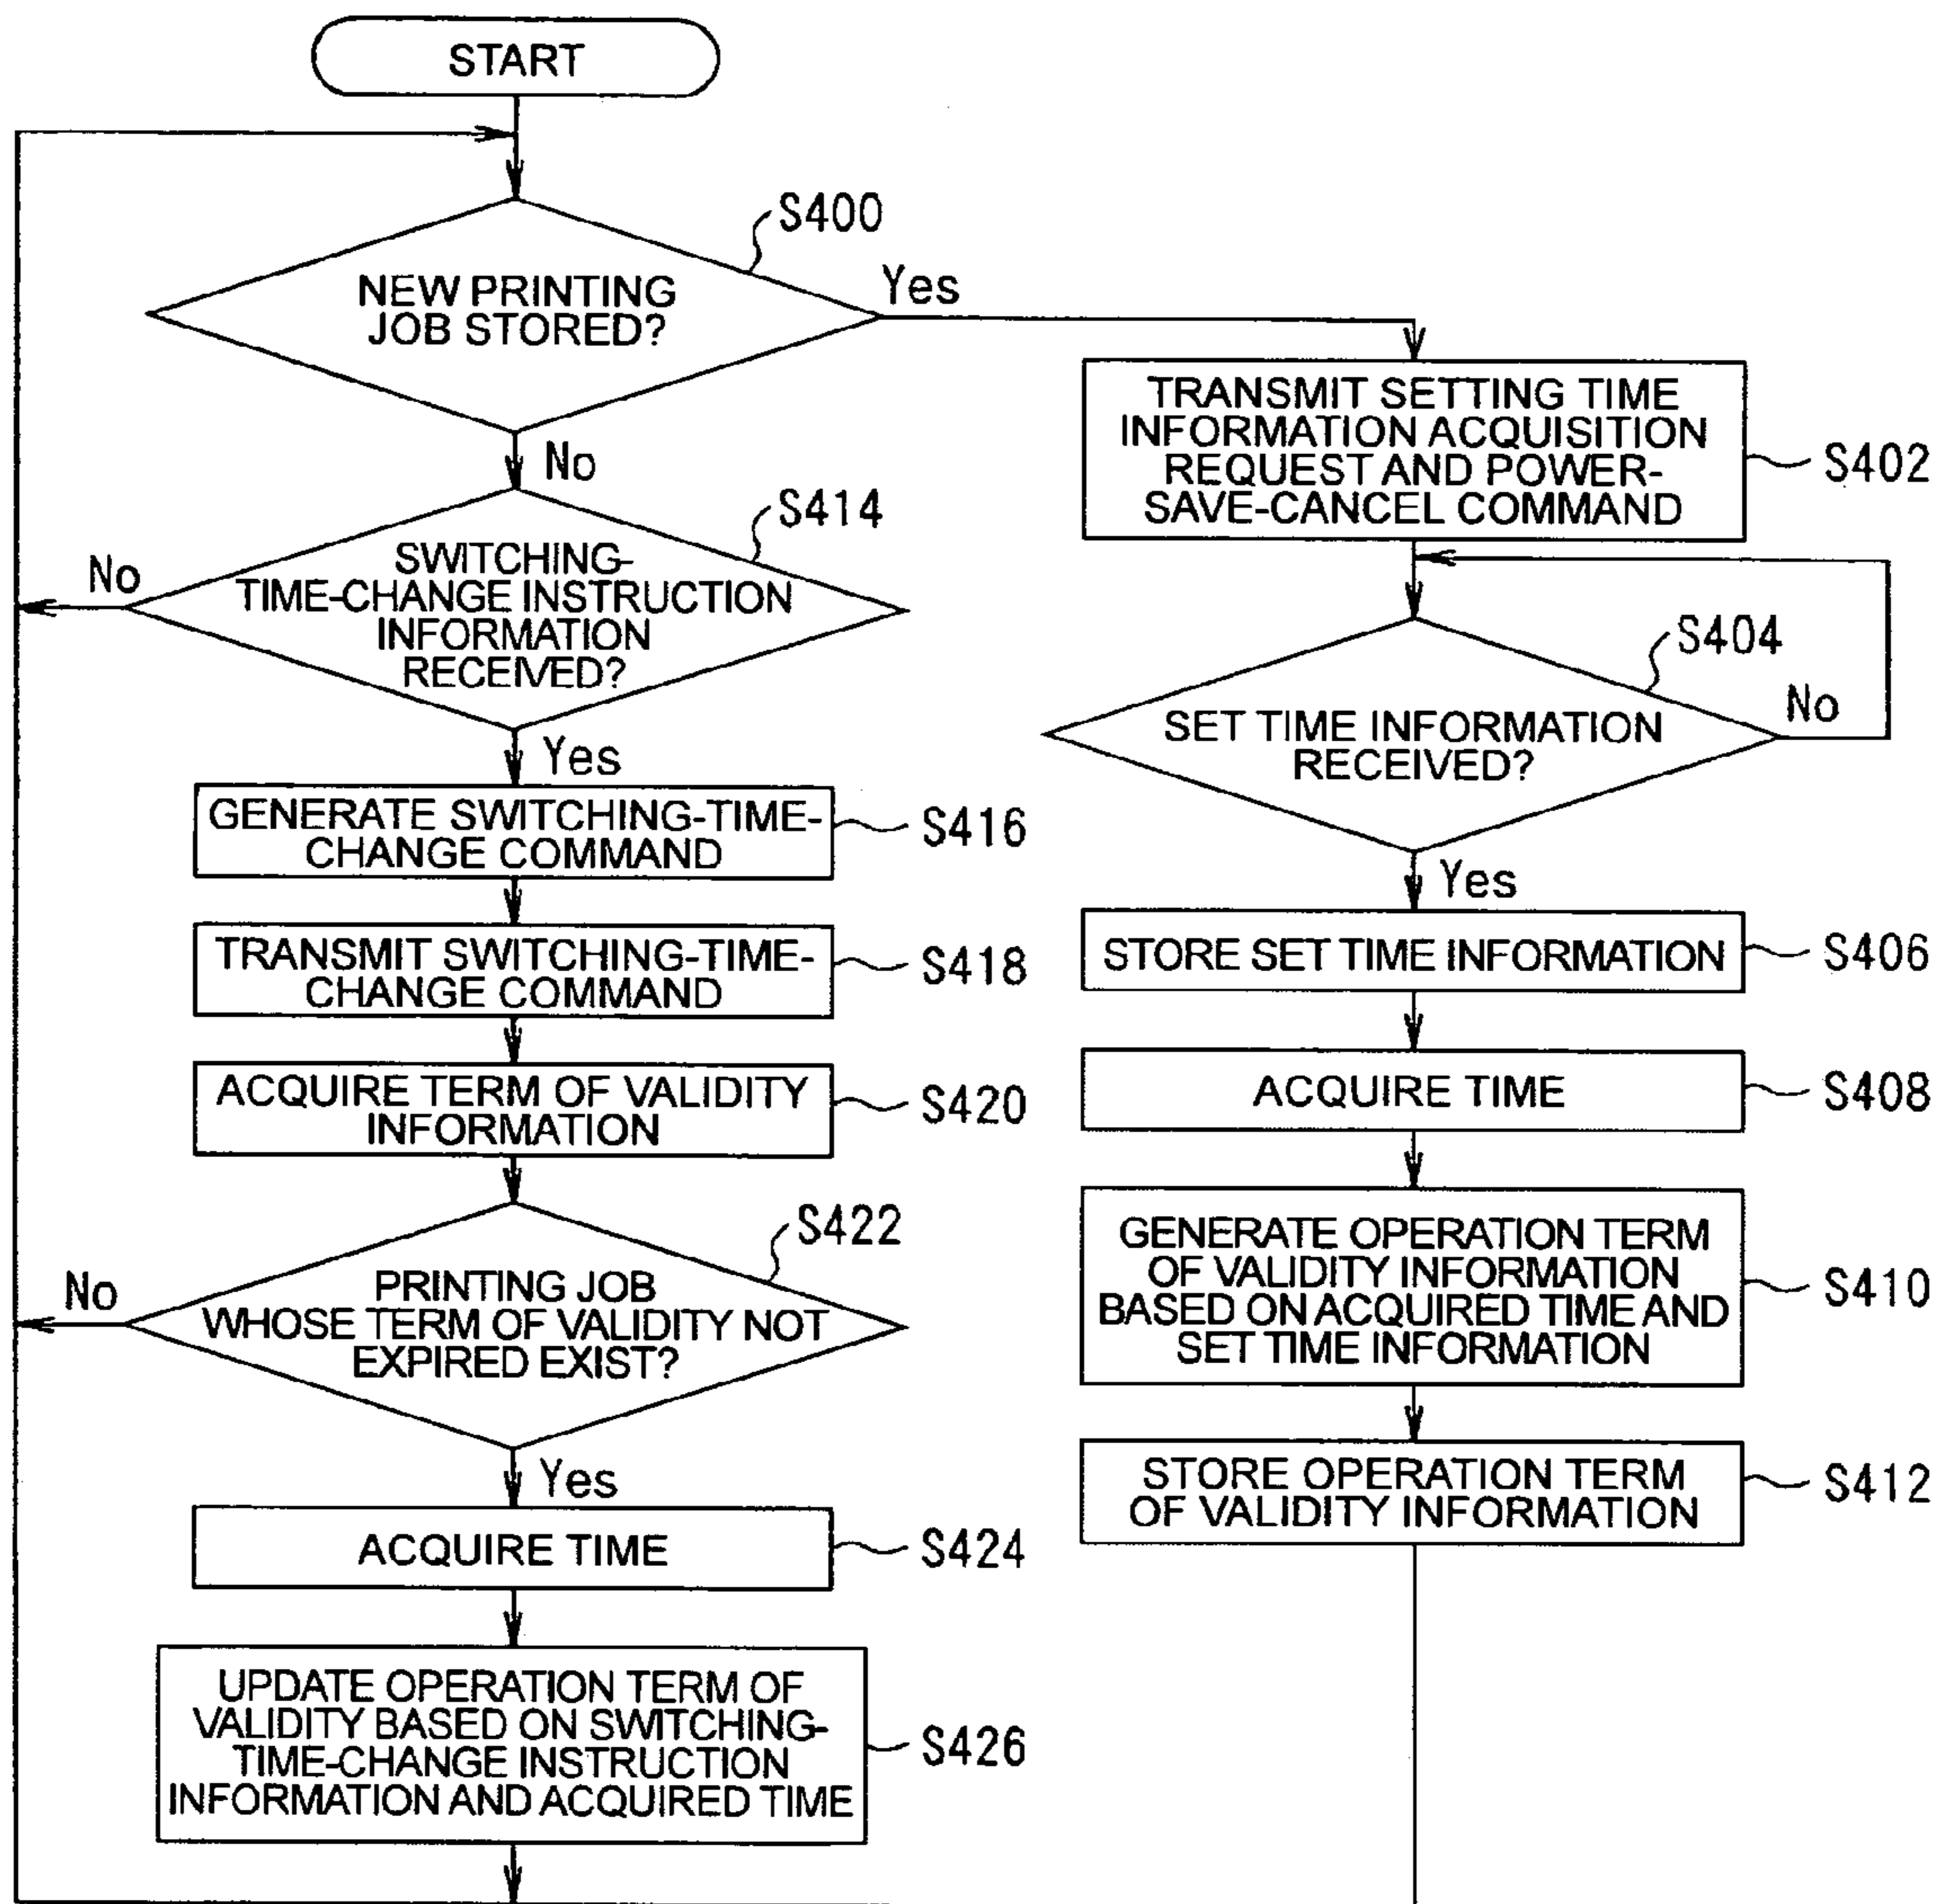 START
S400
NEW PRINTING
JOB STORED?
Yes
No
S414
SWITCHING-
TIME-CHANGE INSTRUCTION
INFORMATION
RECEIVED?
No
Yes
GENERATE SWITCHING-TIME-
CHANGE COMMAND
S416
TRANSMIT SWITCHING-TIME-
CHANGE COMMAND
S418
ACQUIRE TERM OF VALIDITY
INFORMATION
S420
S422
PRINTING JOB
WHOSE TERM OF VALIDITY NOT
EXPIRED EXIST?
No
Yes
ACQUIRE TIME
S424
UPDATE OPERATION TERM OF
VALIDITY BASED ON SWITCHING-
TIME-CHANGE INSTRUCTION
INFORMATION AND ACQUIRED TIME
S426
TRANSMIT SETTING TIME
INFORMATION ACQUISITION
REQUEST AND POWER-
SAVE-CANCEL COMMAND
S402
S404
SET TIME INFORMATION
RECEIVED?
No
Yes
STORE SET TIME INFORMATION
S406
ACQUIRE TIME
S408
GENERATE OPERATION TERM
OF VALIDITY INFORMATION
BASED ON ACQUIRED TIME AND
SET TIME INFORMATION
S410
STORE OPERATION TERM
OF VALIDITY INFORMATION
S412